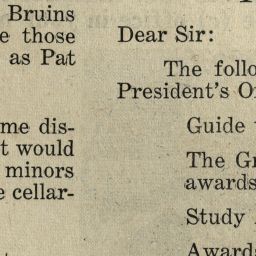 Bruins
e those
as Pat
me dis-
t would
minors
e cellar-
Dear Sir:
The follo
President's O
Guide
The Gr
awards
Study
Award